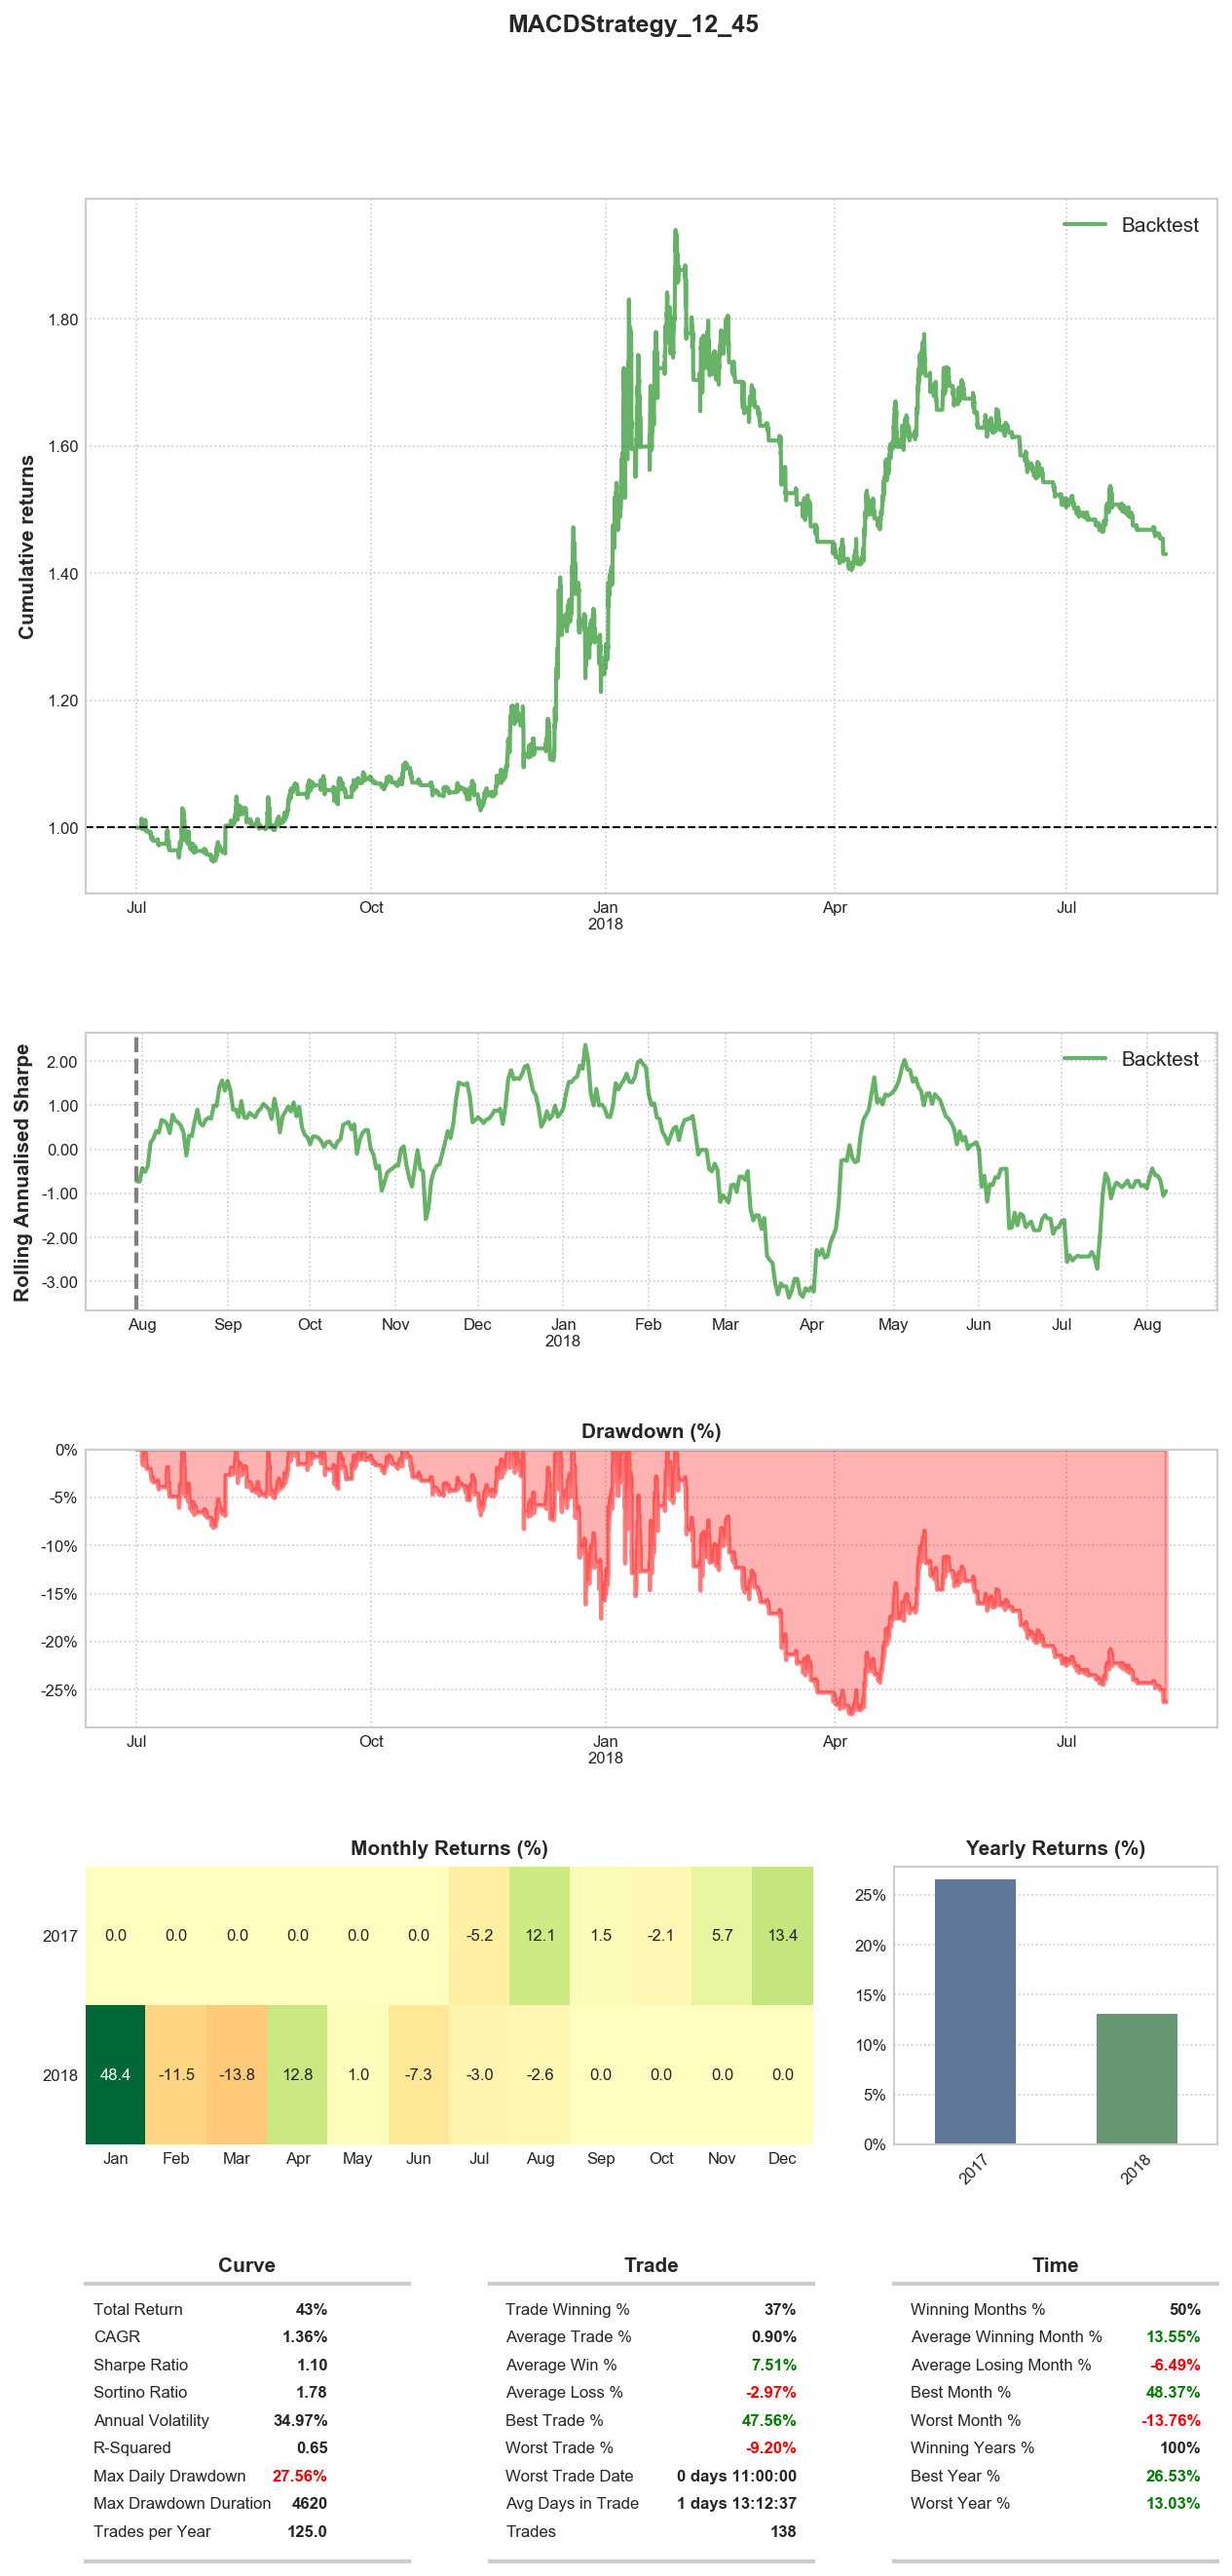 MACDStrategy_12_45
Backtest
Cumulative returns
1.80
1.60
1.40
1.20
1.00
Jul Oct Jan Apr Jul
2018
Backtest
Rolling Annualised Sharpe
2.00
1.00
0.00
-1.00
-2.00
-3.00
Aug Sep Oct Nov Dec Jan Feb Mar Apr May Jun Jul Aug
2018
Drawdown (%)
0%
-5%
-10%
-15%
-20%
-25%
Jul Oct Jan Apr Jul
2018
Monthly Returns (%)
2017 0.0 0.0 0.0 0.0 0.0 0.0 -5.2 12.1 1.5 -2.1 5.7 13.4
2018 48.4 -11.5 -13.8 12.8 1.0 -7.3 -3.0 -2.6 0.0 0.0 0.0 0.0
Jan Feb Mar Apr May Jun Jul Aug Sep Oct Nov Dec
Yearly Returns (%)
25%
20%
15%
10%
5%
0%
2017 2018
Curve
Total Return 43%
CAGR 1.36%
Sharpe Ratio 1.10
Sortino Ratio 1.78
Annual Volatility 34.97%
R-Squared 0.65
Max Daily Drawdown 27.56%
Max Drawdown Duration 4620
Trades per Year 125.0
Trade
Trade Winning % 37%
Average Trade % 0.90%
Average Win % 7.51%
Average Loss % -2.97%
Best Trade % 47.56%
Worst Trade % -9.20%
Worst Trade Date 0 days 11:00:00
Avg Days in Trade 1 days 13:12:37
Trades 138
Time
Winning Months % 50%
Average Winning Month % 13.55%
Average Losing Month % -6.49%
Best Month % 48.37%
Worst Month % -13.76%
Winning Years % 100%
Best Year % 26.53%
Worst Year % 13.03%